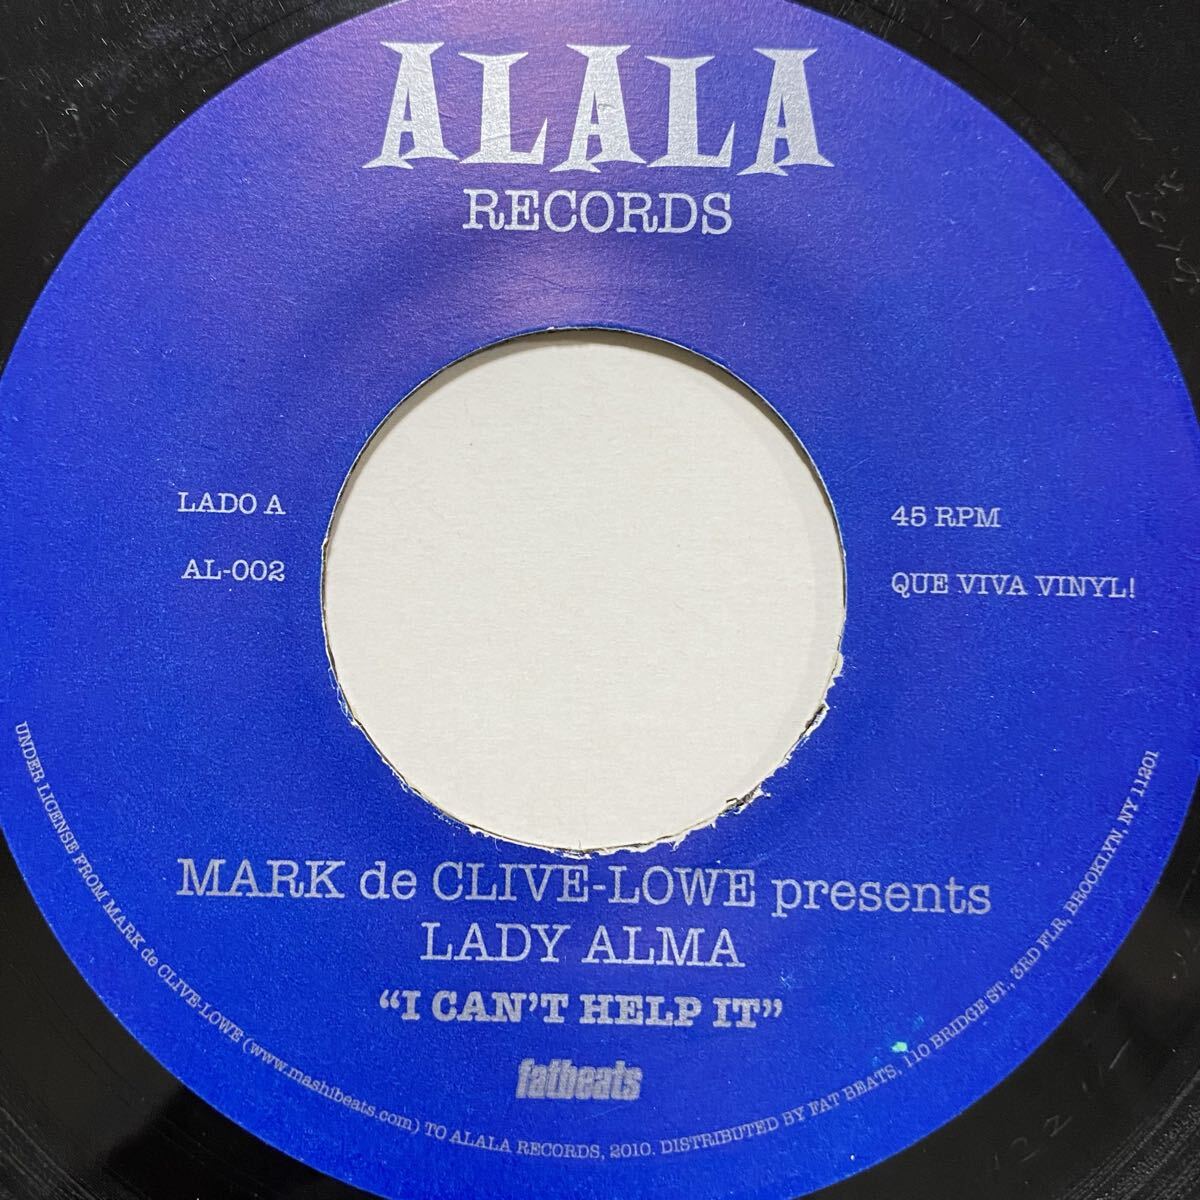 ALALA
RECORDS
LADO A
AL-002
45 RPM
QUE VIVA VINYL!
MARK de CLIVE-LOWE presents
LADY ALMA
“I CAN'T HELP IT”
fatbeats
UNDER LICENSE FROM MARK de CLIVE-LOWE (www.mashibeats.com) TO ALALA RECORDS, 2010. DISTRIBUTED BY FAT BEATS, 110 BRIDGE ST., 3RD FLR, BROOKLYN, NY 11201